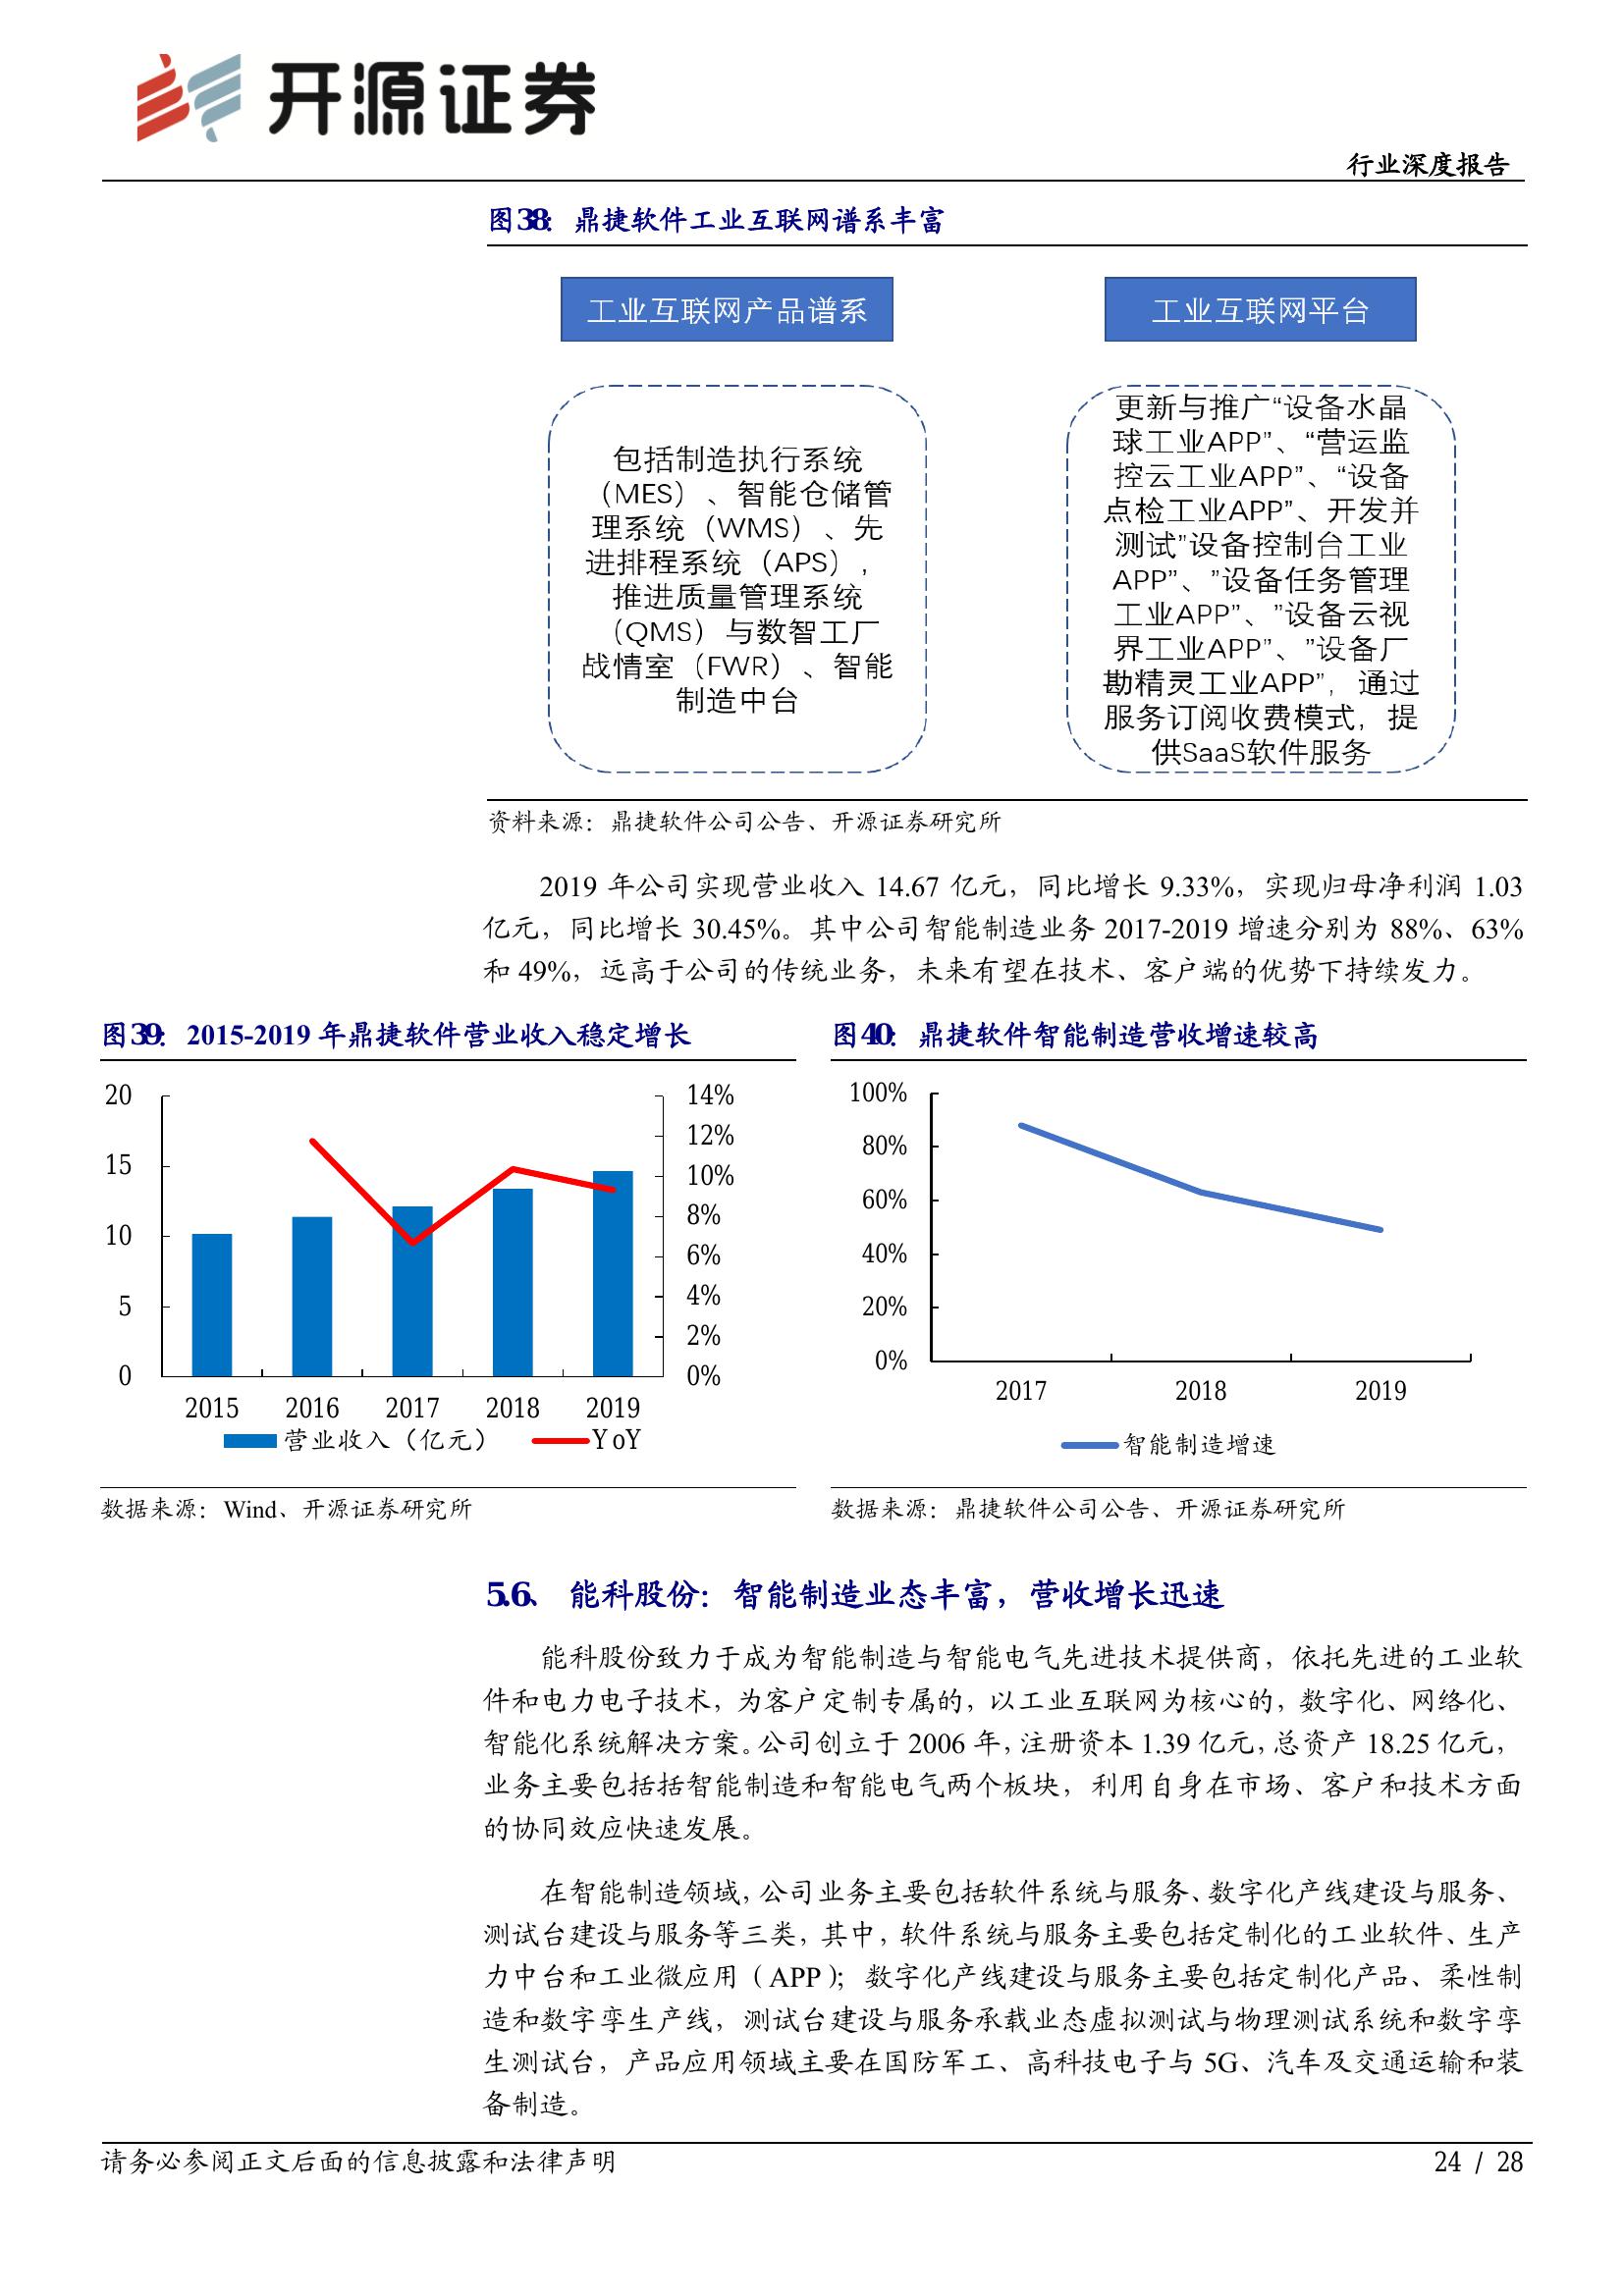 开源证券
行业深度报告
图38： 鼎捷软件工业互联网谱系丰富
工业互联网产品谱系
工业互联网平台
包括制造执行系统
（MES）、智能仓储管
理系统（WMS）、先
进排程系统（APS），
推进质量管理系统
（QMS）与数智工厂
战情室（FWR）、智能
制造中台
更新与推广“设备水晶
球工业APP”、“营运监
控云工业APP”、“设备
点检工业APP”、开发并
测试”设备控制台工业
APP”、”设备任务管理
工业APP”、”设备云视
界工业APP”、”设备厂
勘精灵工业APP”，通过
服务订阅收费模式，提
供SaaS软件服务
资料来源：鼎捷软件公司公告、开源证券研究所
2019 年公司实现营业收入 14.67 亿元，同比增长 9.33%，实现归母净利润 1.03
亿元，同比增长 30.45%。其中公司智能制造业务 2017-2019 增速分别为 88%、63%
和 49%，远高于公司的传统业务，未来有望在技术、客户端的优势下持续发力。
图39： 2015-2019 年鼎捷软件营业收入稳定增长
20
15
10
5
0
14%
12%
10%
8%
6%
4%
2%
0%
2015 2016 2017 2018 2019
营业收入（亿元） YoY
数据来源：Wind、开源证券研究所
图40： 鼎捷软件智能制造营收增速较高
100%
80%
60%
40%
20%
0%
2017 2018 2019
智能制造增速
数据来源：鼎捷软件公司公告、开源证券研究所
5.6、 能科股份：智能制造业态丰富，营收增长迅速
能科股份致力于成为智能制造与智能电气先进技术提供商，依托先进的工业软
件和电力电子技术，为客户定制专属的，以工业互联网为核心的，数字化、网络化、
智能化系统解决方案。公司创立于 2006 年，注册资本 1.39 亿元，总资产 18.25 亿元，
业务主要包括括智能制造和智能电气两个板块，利用自身在市场、客户和技术方面
的协同效应快速发展。
在智能制造领域，公司业务主要包括软件系统与服务、数字化产线建设与服务、
测试台建设与服务等三类，其中，软件系统与服务主要包括定制化的工业软件、生产
力中台和工业微应用（APP）；数字化产线建设与服务主要包括定制化产品、柔性制
造和数字孪生产线，测试台建设与服务承载业态虚拟测试与物理测试系统和数字孪
生测试台，产品应用领域主要在国防军工、高科技电子与 5G、汽车及交通运输和装
备制造。
请务必参阅正文后面的信息披露和法律声明
24 / 28